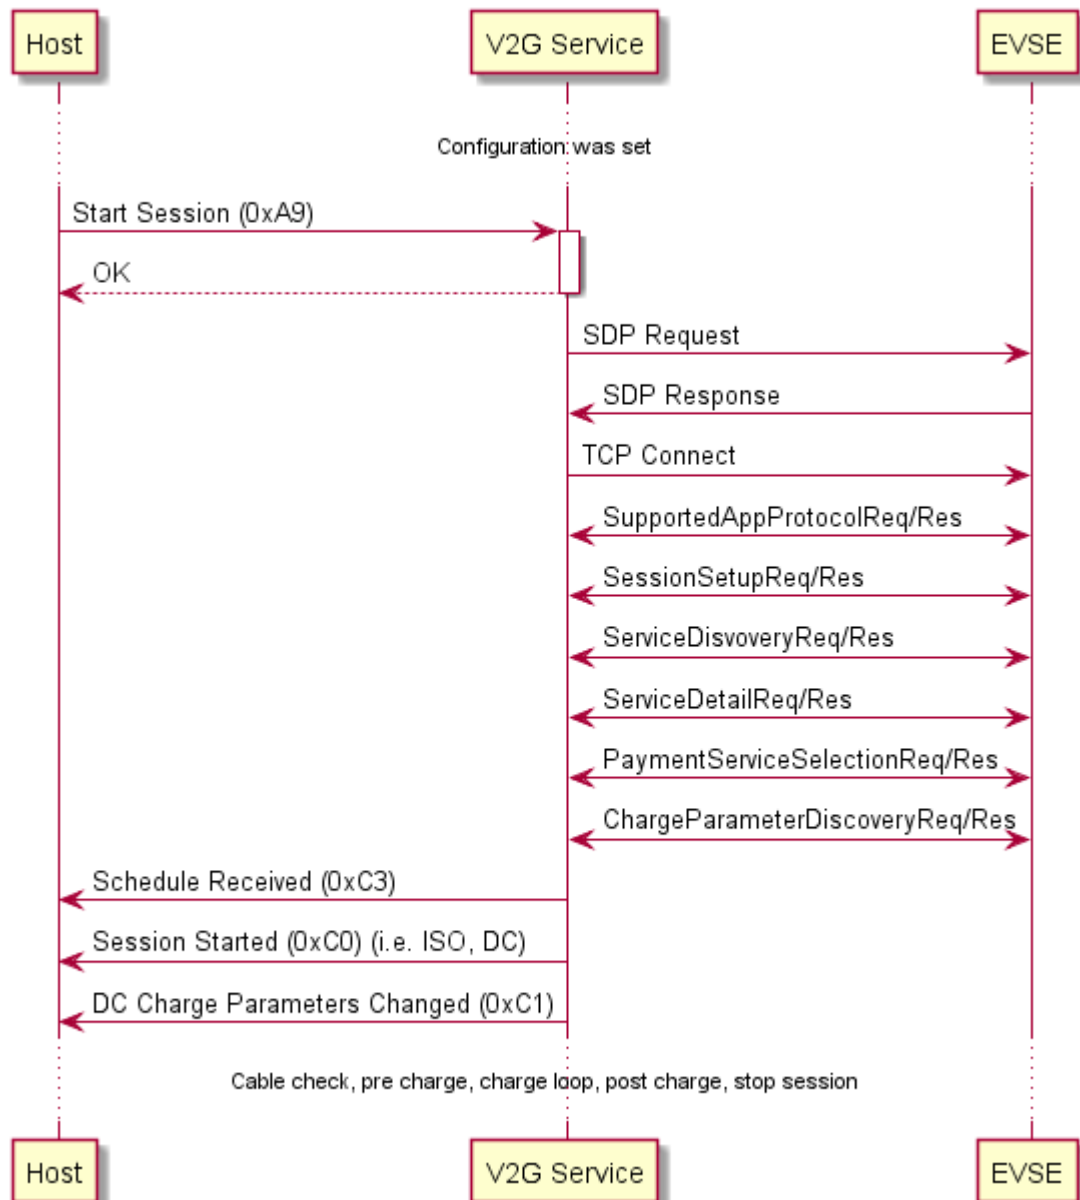 Host V2G Service EVSE
Configuration was set
Start Session (0xA9)
OK
SDP Request
SDP Response
TCP Connect
SupportedAppProtocolReq/Res
SessionSetupReq/Res
ServiceDisvoveryReq/Res
ServiceDetailReq/Res
PaymentServiceSelectionReq/Res
ChargeParameterDiscoveryReq/Res
Schedule Received (0xC3)
Session Started (0xC0) (i.e. ISO, DC)
DC Charge Parameters Changed (0xC1)
Cable check, pre charge, charge loop, post charge, stop session
Host V2G Service EVSE